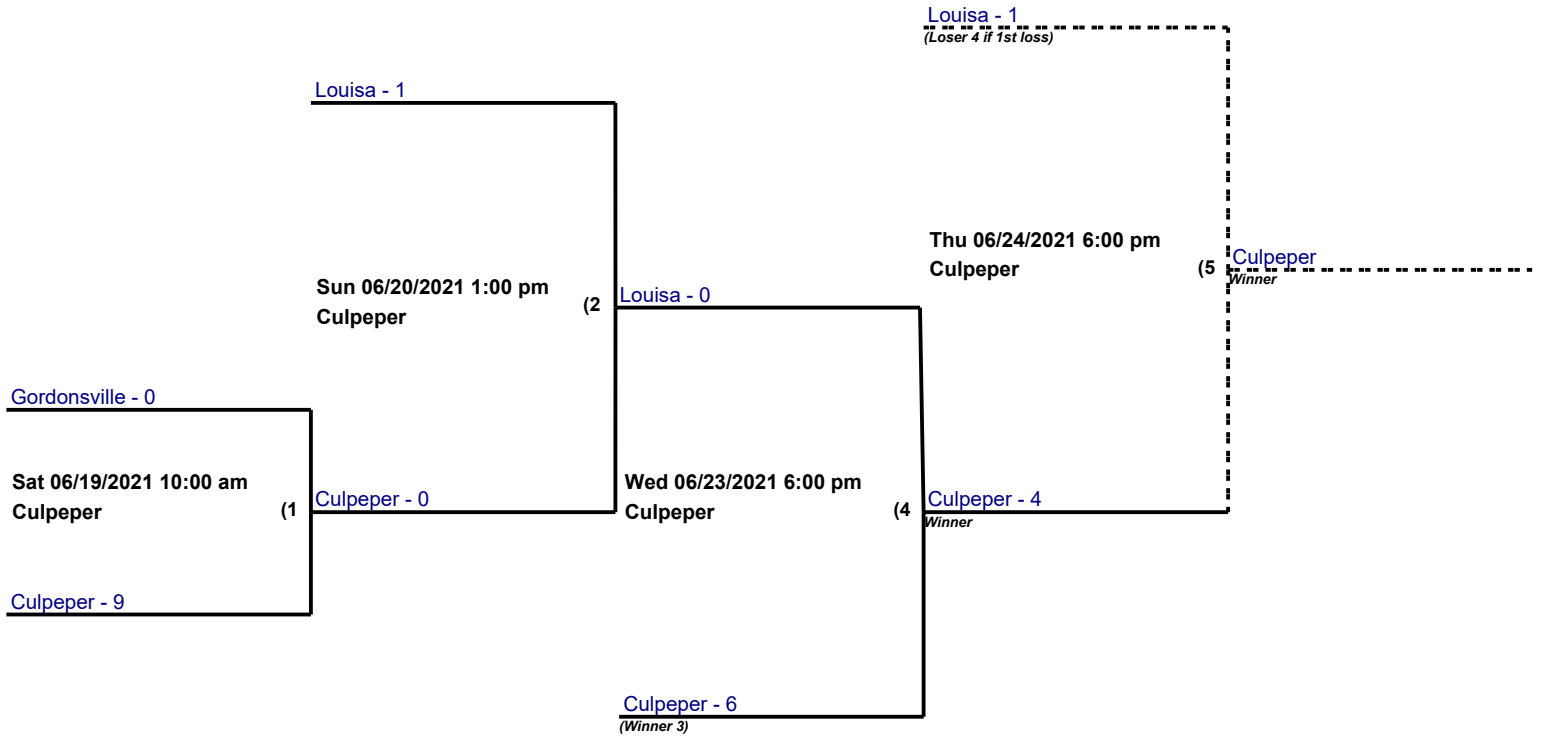 Louisa - 1
(Loser 4 if 1st loss)
Louisa - 1
Thu 06/24/2021 6:00 pm
Culpeper
(5
Culpeper
Winner
Sun 06/20/2021 1:00 pm
Culpeper
(2
Louisa - 0
Gordonsville - 0
Sat 06/19/2021 10:00 am
Culpeper
(1
Culpeper - 0
Wed 06/23/2021 6:00 pm
Culpeper
(4
Culpeper - 4
Winner
Culpeper - 9
Culpeper - 6
(Winner 3)